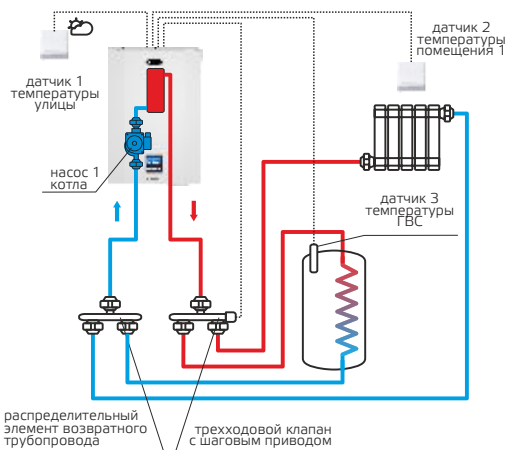 датчик 1
температуры
улицы
датчик 2
температуры
помещения 1
насос 1
котла
датчик 3
температуры
ГВС
распределительный
элемент возвратного
трубопровода
трехходовой клапан
с шаговым приводом